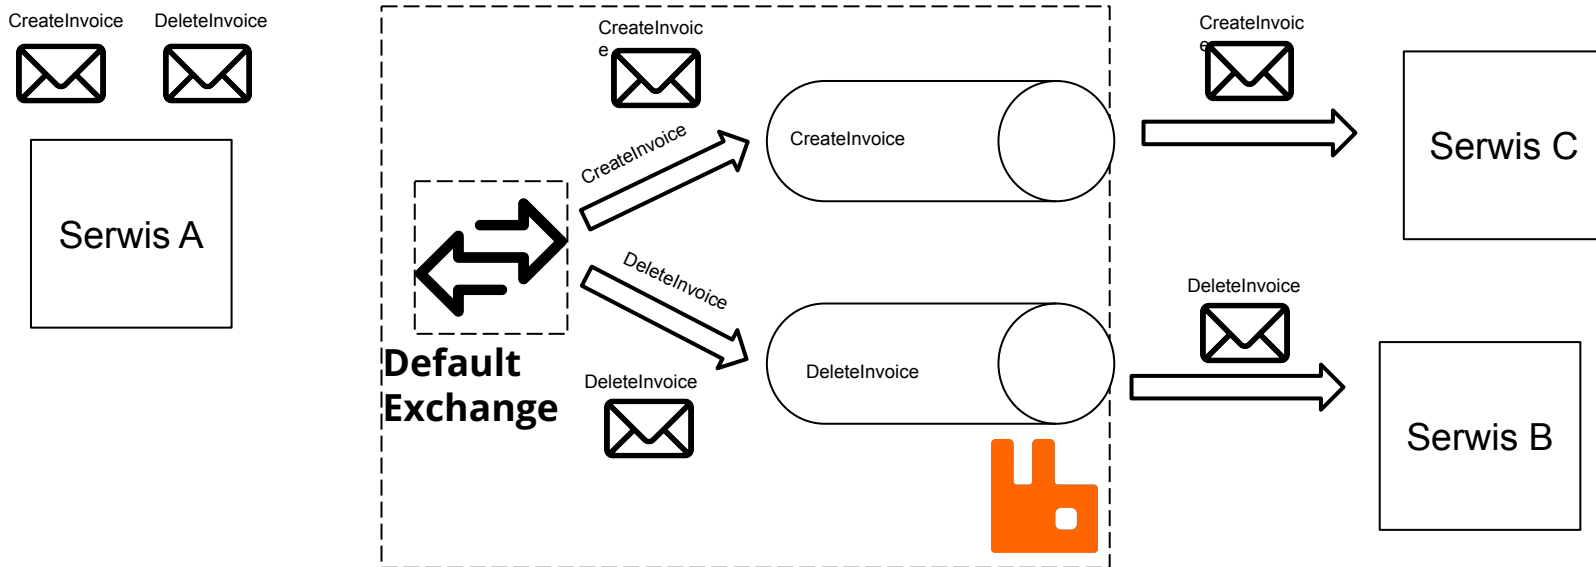 CreateInvoice
DeleteInvoice
Serwis A
Default
Exchange
CreateInvoic
e
CreateInvoice
DeleteInvoice
DeleteInvoice
CreateInvoice
DeleteInvoice
CreateInvoic
e
Serwis C
DeleteInvoice
Serwis B